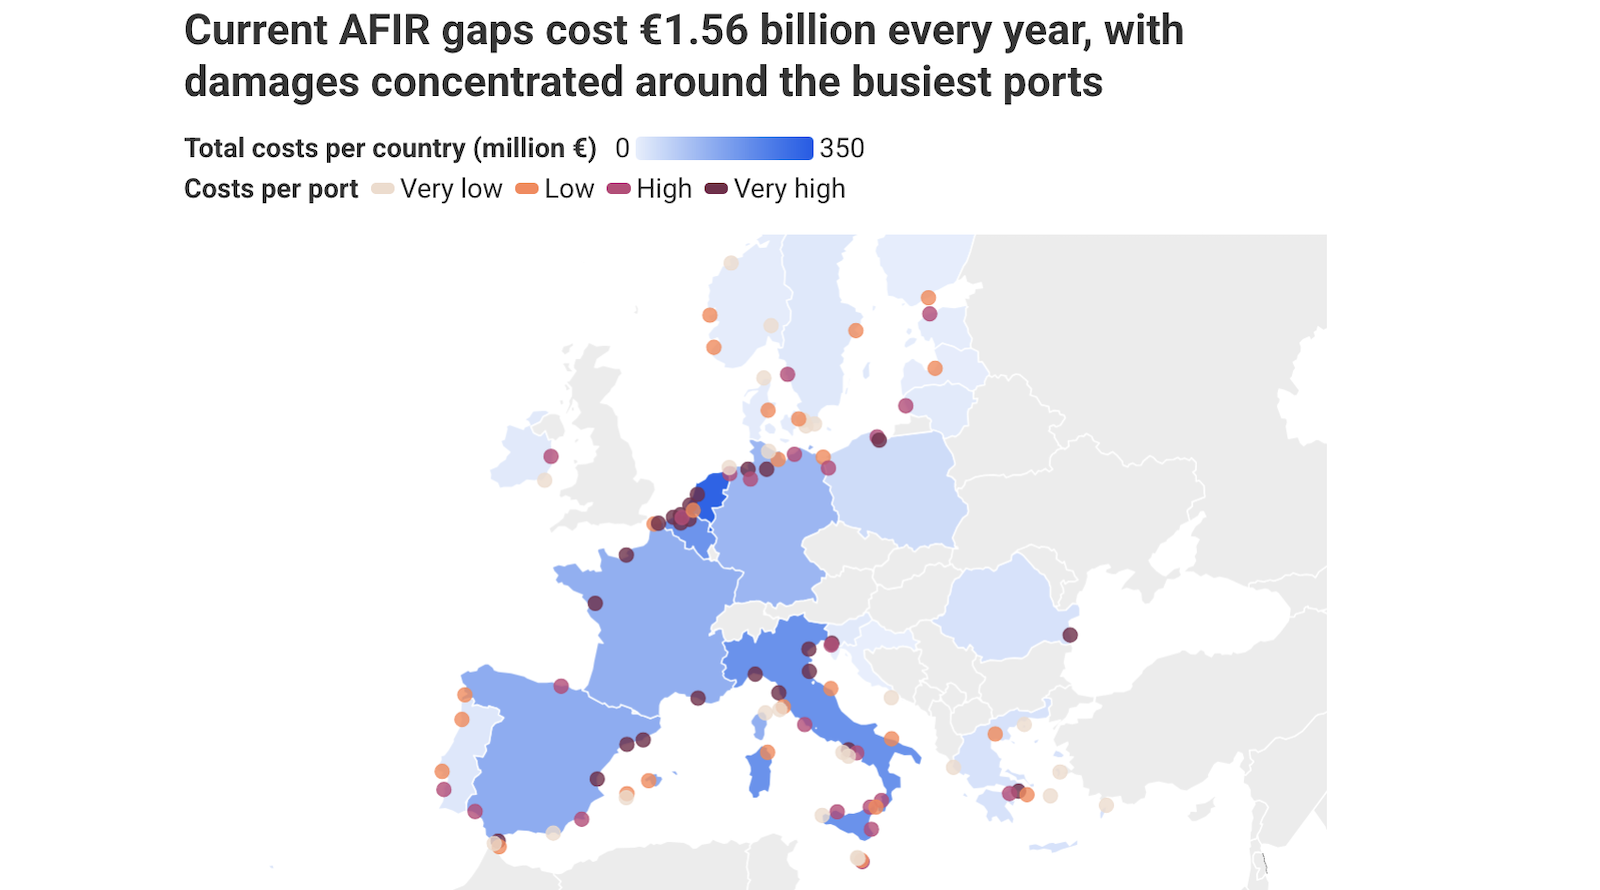 Current AFIR gaps cost €1.56 billion every year, with
damages concentrated around the busiest ports
Total costs per country (million €) 0 350
Costs per port Very low Low High Very high